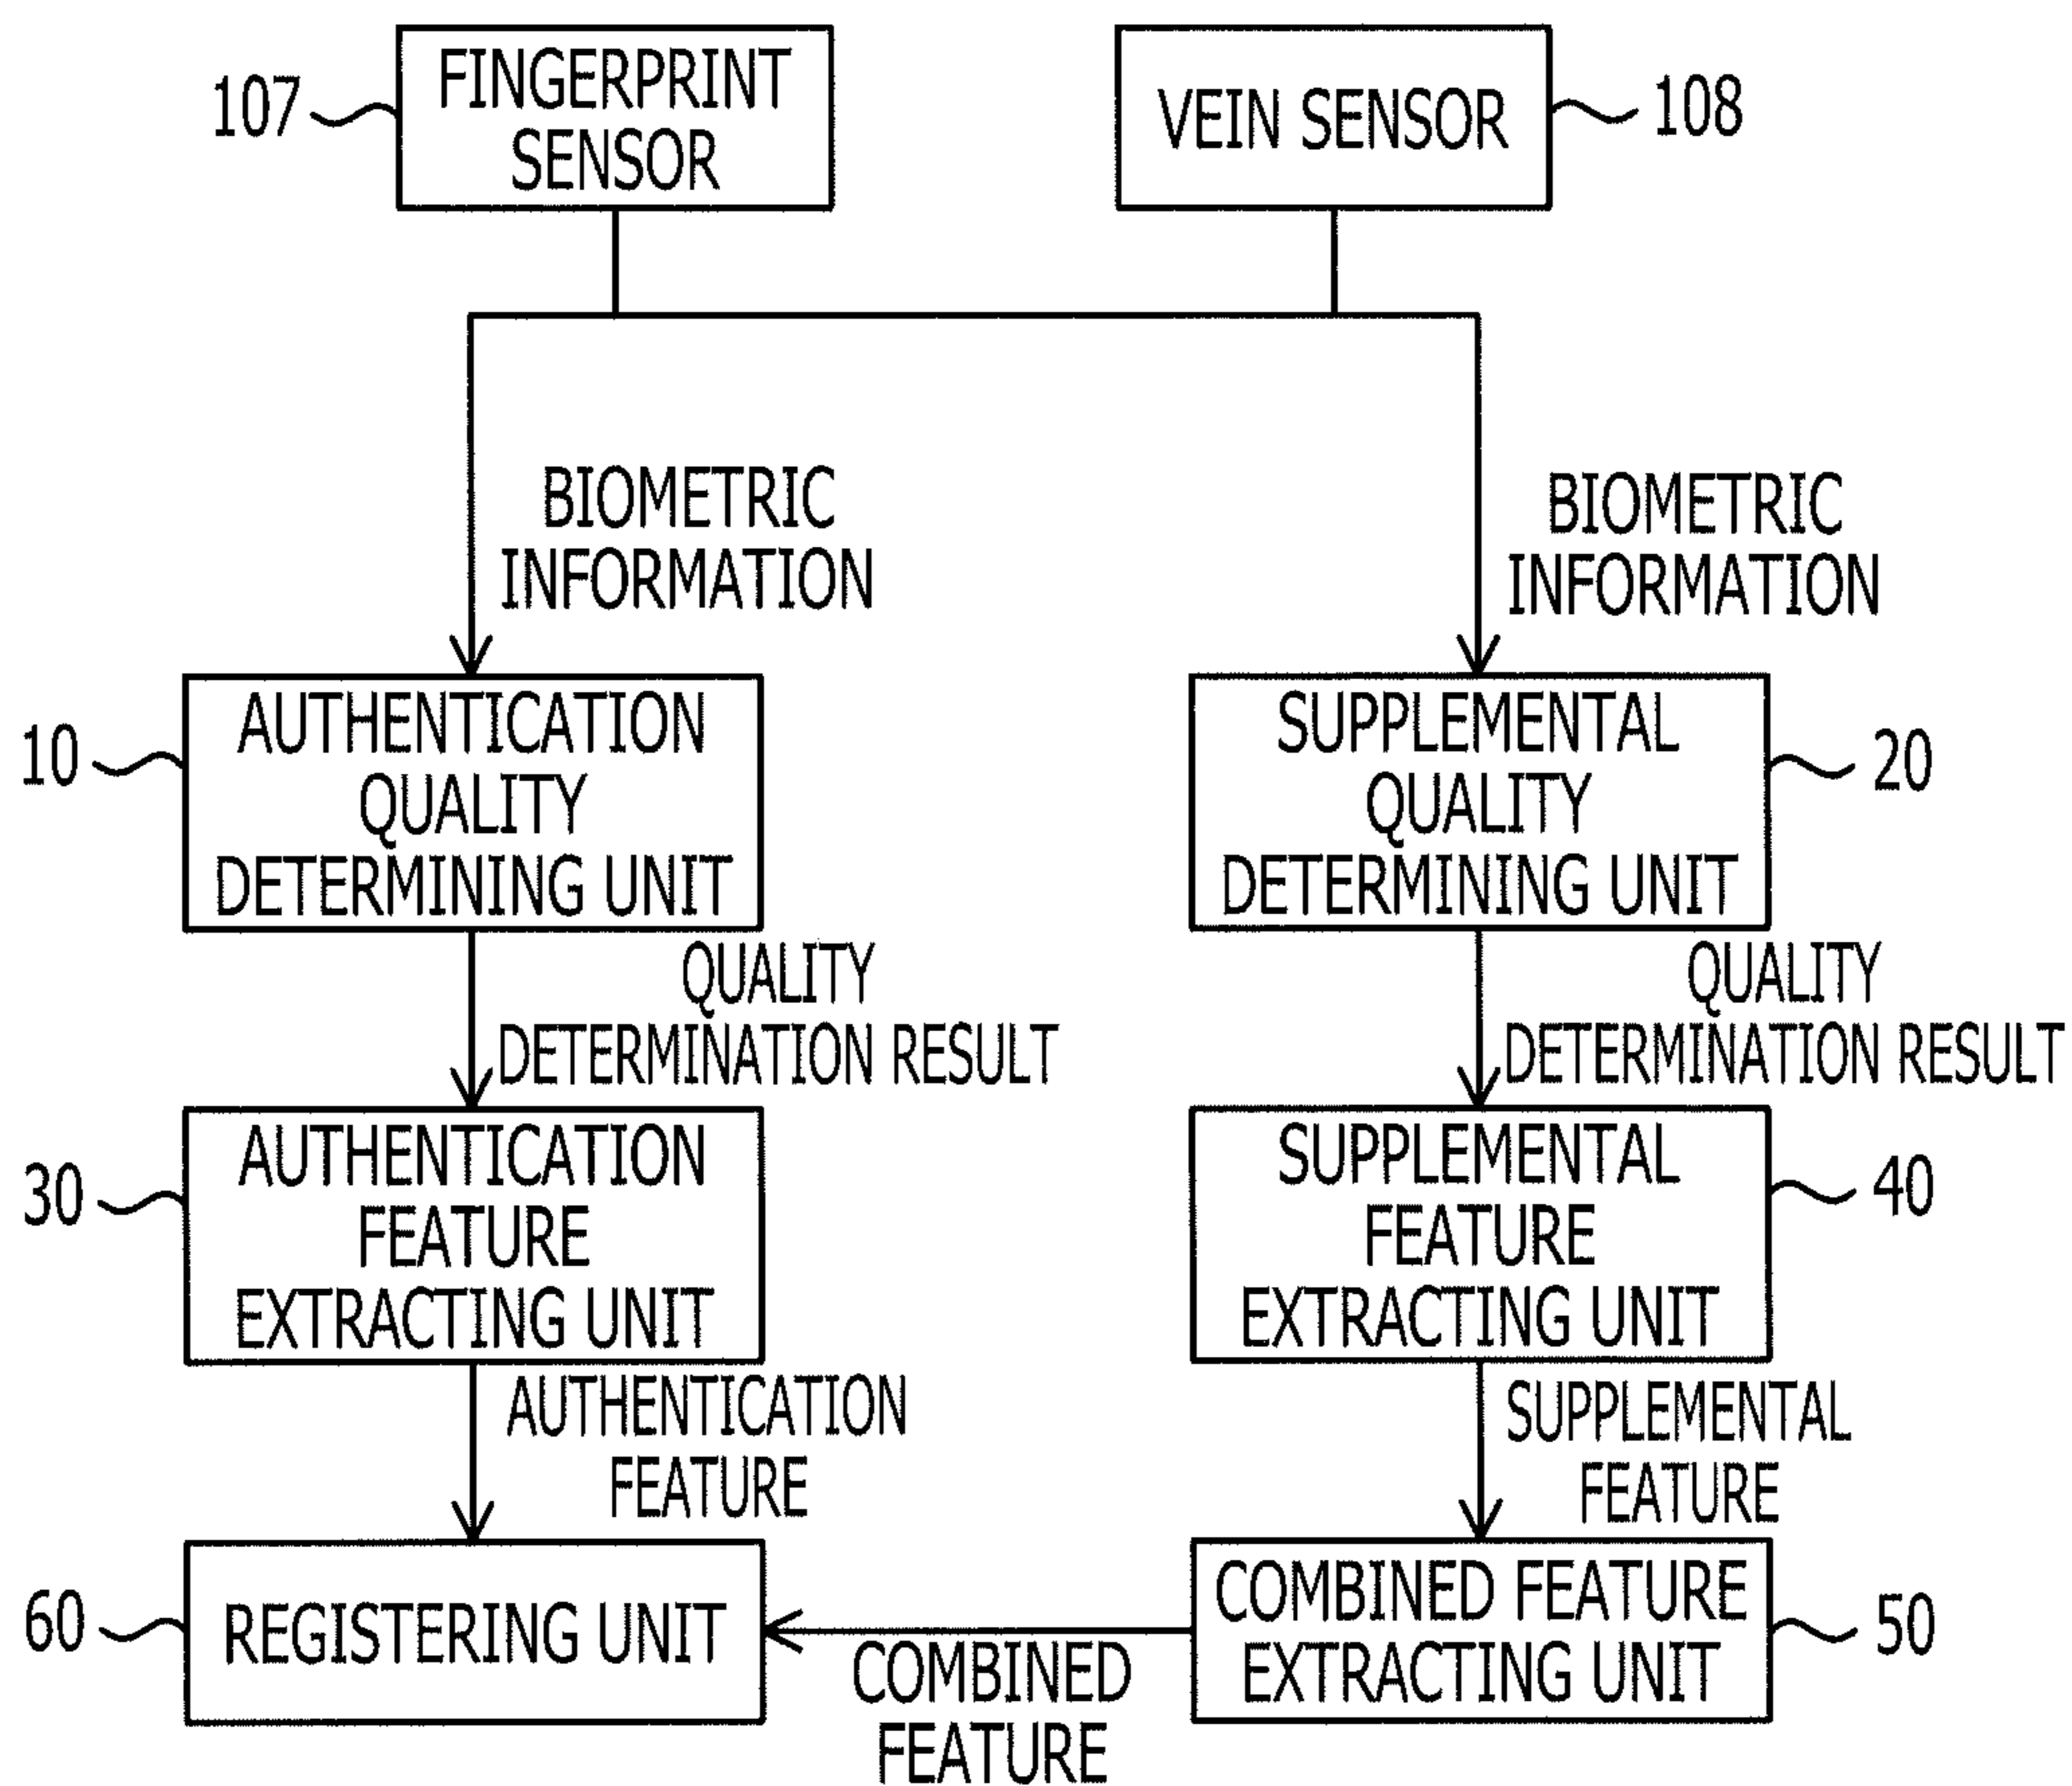 FINGERPRINT
SENSOR
107
VEIN SENSOR
108
BIOMETRIC
INFORMATION
BIOMETRIC
INFORMATION
10
AUTHENTICATION
QUALITY
DETERMINING UNIT
SUPPLEMENTAL
QUALITY
DETERMINING UNIT
20
QUALITY
DETERMINATION RESULT
QUALITY
DETERMINATION RESULT
30
AUTHENTICATION
FEATURE
EXTRACTING UNIT
SUPPLEMENTAL
FEATURE
EXTRACTING UNIT
40
AUTHENTICATION
FEATURE
SUPPLEMENTAL
FEATURE
60
REGISTERING UNIT
COMBINED
FEATURE
COMBINED FEATURE
EXTRACTING UNIT
50